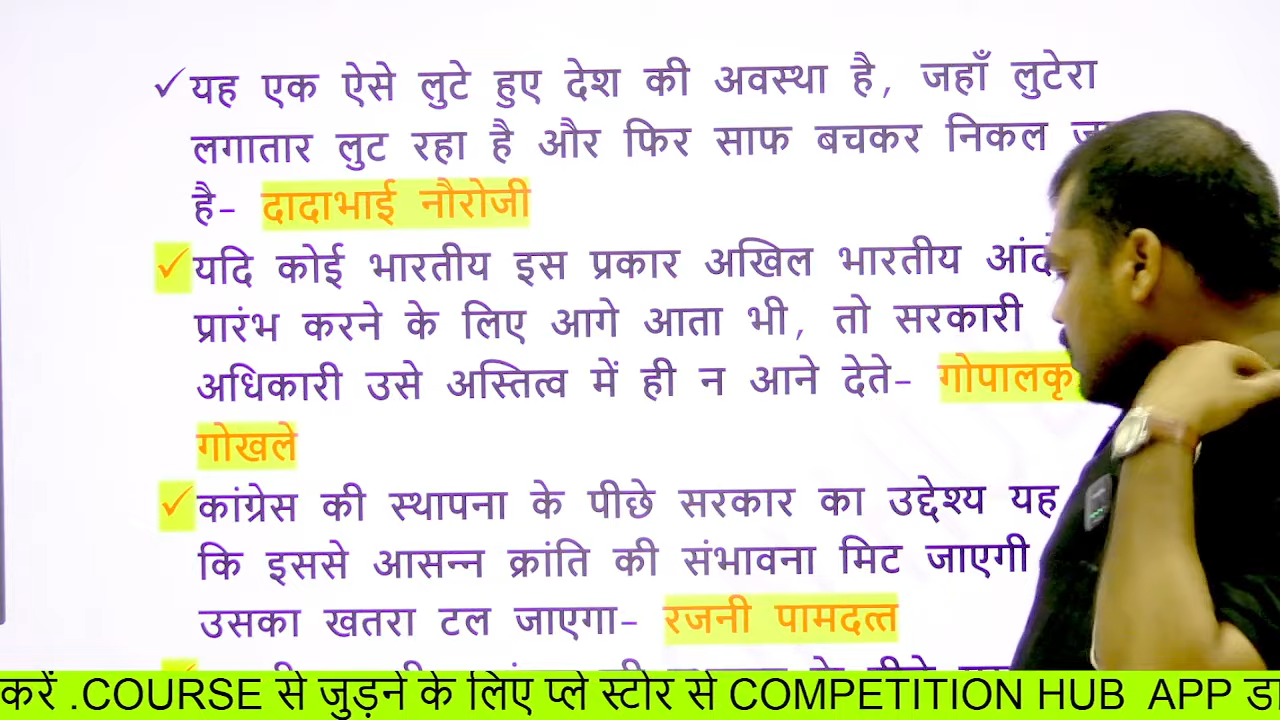 यह एक ऐसे लुटे हुए देश की अवस्था है, जहाँ लुटेरा
लगातार लुट रहा है और फिर साफ बचकर निकल
है- दादाभाई नौरोजी
यदि कोई भारतीय इस प्रकार अखिल भारतीय
प्रारंभ करने के लिए आगे आता भी, तो सरकारी
अधिकारी उसे अस्तित्व में ही न आने देते-
गोखले
कांग्रेस की स्थापना के पीछे सरकार का उद्देश्य यह
कि इससे आसन्न क्रांति की संभावना मिट जाएगी
उसका खतरा टल जाएगा- रजनी पामदत्त
करें .COURSE से जुड़ने के लिए प्ले स्टोर से COMPETITION HUB APP